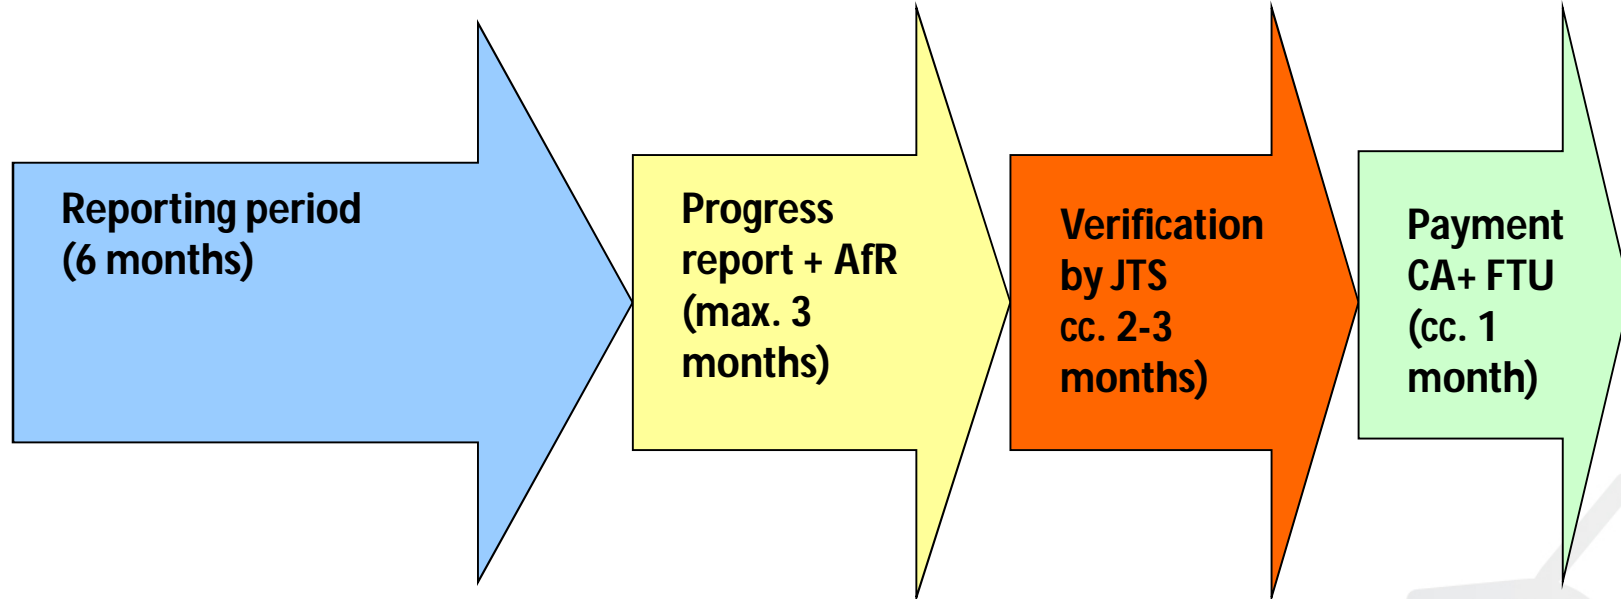 Reporting period
(6 months)
Progress
report + AfR
(max. 3
months)
Verification
by JTS
cc. 2-3
months)
Payment
CA+ FTU
(cc. 1
month)